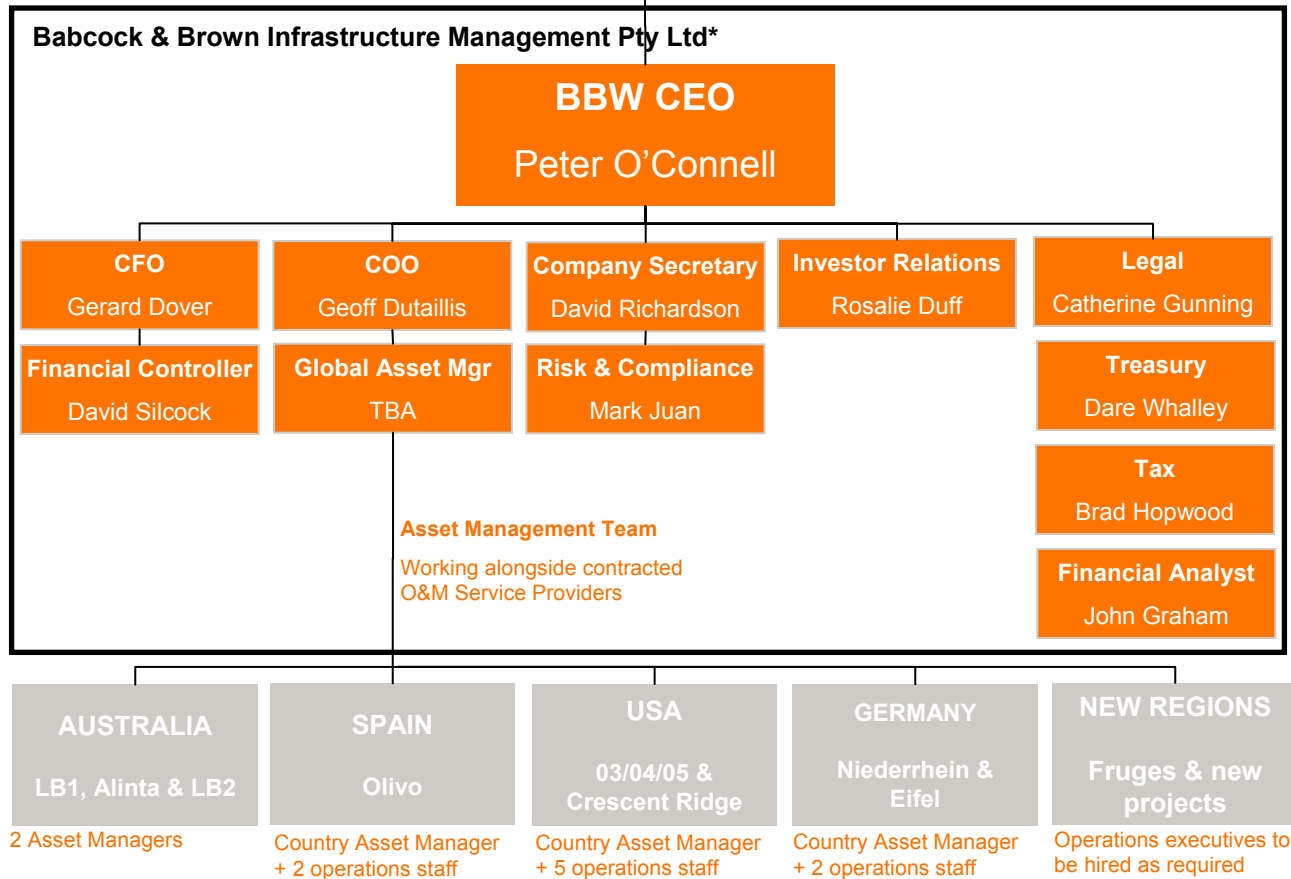 Babcock & Brown Infrastructure Management Pty Ltd*
BBW CEO
Peter O’Connell
CFO
Gerard Dover
COO
Geoff Dutaillis
Company Secretary
David Richardson
Investor Relations
Rosalie Duff
Legal
Catherine Gunning
Financial Controller
David Silcock
Global Asset Mgr
TBA
Risk & Compliance
Mark Juan
Treasury
Dare Whalley
Tax
Brad Hopwood
Financial Analyst
John Graham
Asset Management Team
Working alongside contracted
O&M Service Providers
AUSTRALIA
LB1, Alinta & LB2
2 Asset Managers
SPAIN
Olivo
Country Asset Manager
+ 2 operations staff
USA
03/04/05 &
Crescent Ridge
Country Asset Manager
+ 5 operations staff
GERMANY
Niederrhein &
Eifel
Country Asset Manager
+ 2 operations staff
NEW REGIONS
Fruges & new
projects
Operations executives to
be hired as required